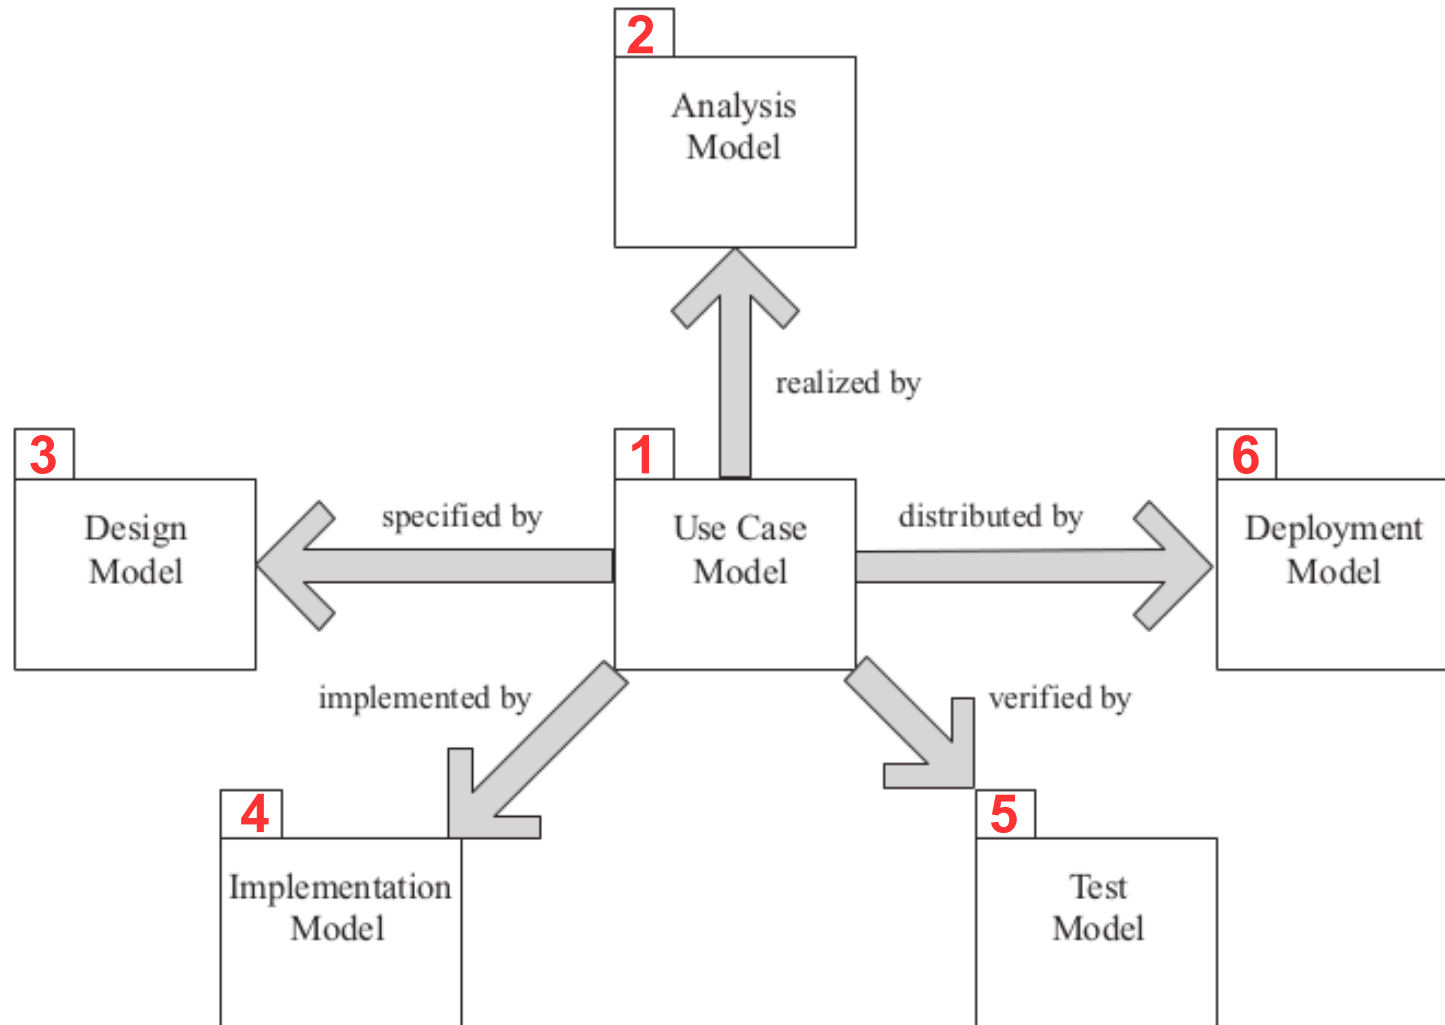 2
Analysis
Model
realized by
3
Design
Model
specified by
1
Use Case
Model
distributed by
6
Deployment
Model
implemented by
verified by
4
Implementation
Model
5
Test
Model